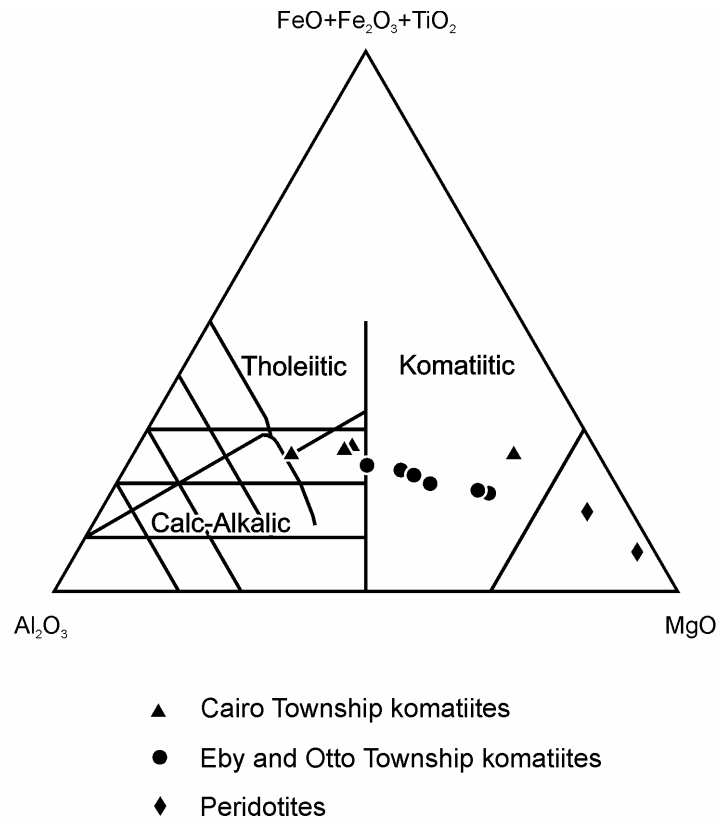 FeO+Fe₂O₃+TiO₂
Tholeiitic
Komatiitic
Calc-Alkalic
Al₂O₃
MgO
Cairo Township komatiites
Eby and Otto Township komatiites
Peridotites